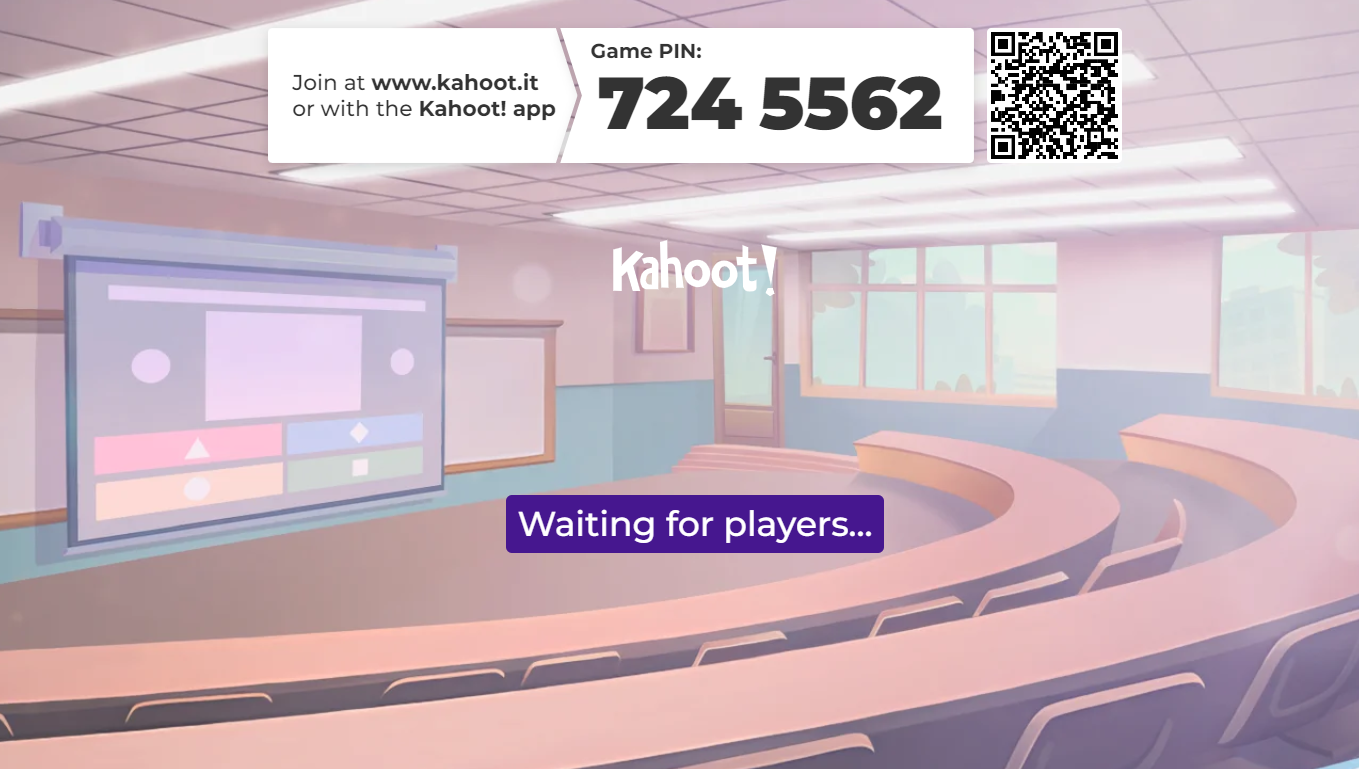 Join at www.kahoot.it
or with the Kahoot! app
Game PIN:
724 5562
Kahoot!
Waiting for players...